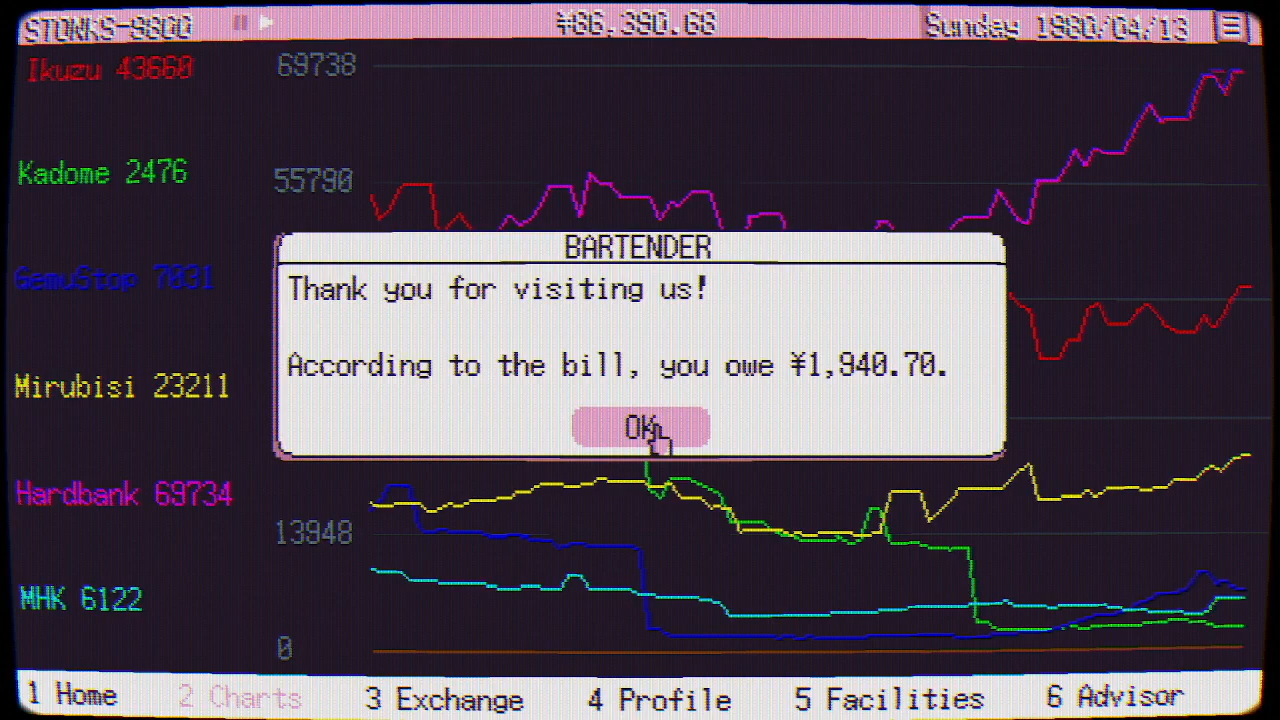 STONKS-9800
¥86,390.68
Sunday 1980/04/13
Ikuzu 43660
69738
Kadome 2476
55790
BARTENDER
GemuStop 7031
Thank you for visiting us!
According to the bill, you owe ¥1,940.70.
Mirubisi 23211
OK
Hardbank 69734
13948
MHK 6122
0
1 Home
2 Charts
3 Exchange
4 Profile
5 Facilities
6 Advisor